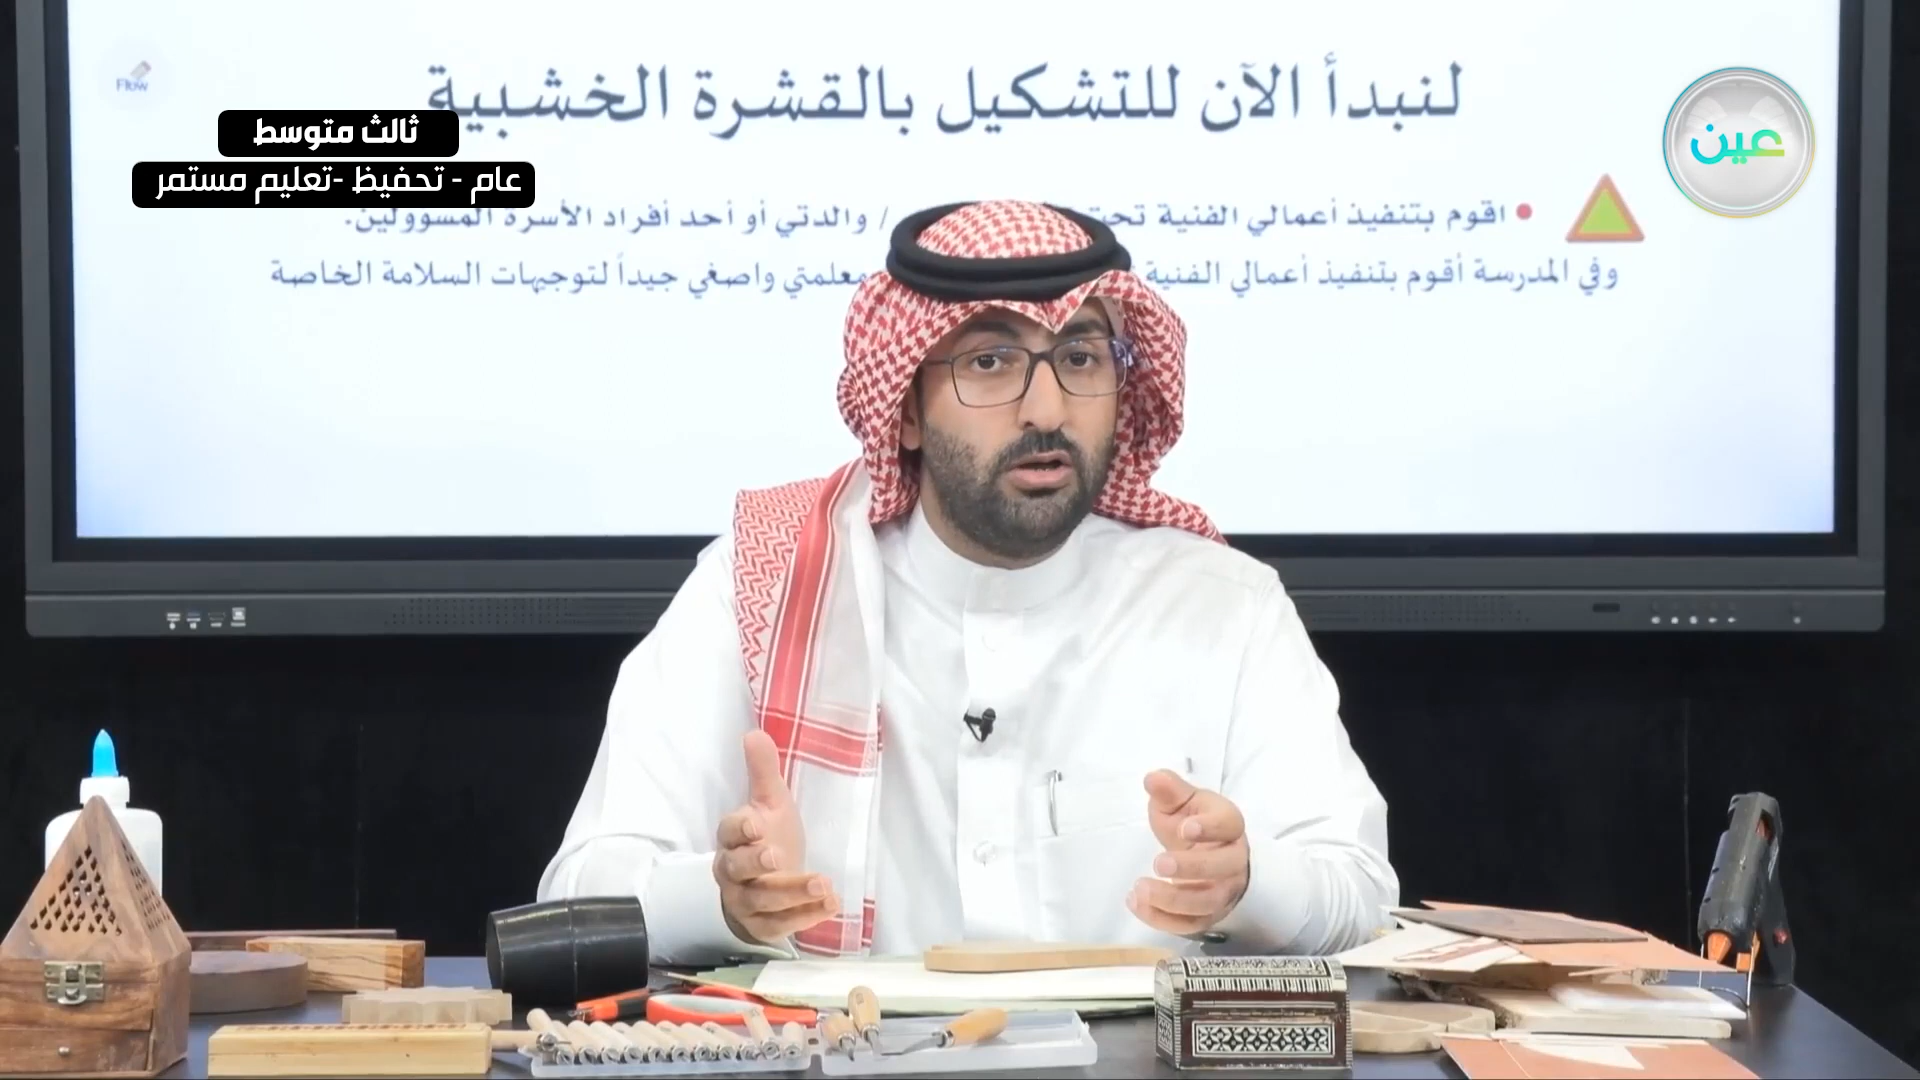 لنبدأ الآن للتشكيل بالقشرة الخشبية
Flow
ثالث متوسط
عام - تحفيظ -تعليم مستمر
عين
• اقوم بتنفيذ أعمالي الفنية / والدتي أو أحد أفراد الأسرة المسؤولين.
وفي المدرسة أقوم بتنفيذ أعمالي الفنية معلمتي واصغي جيداً لتوجيهات السلامة الخاصة